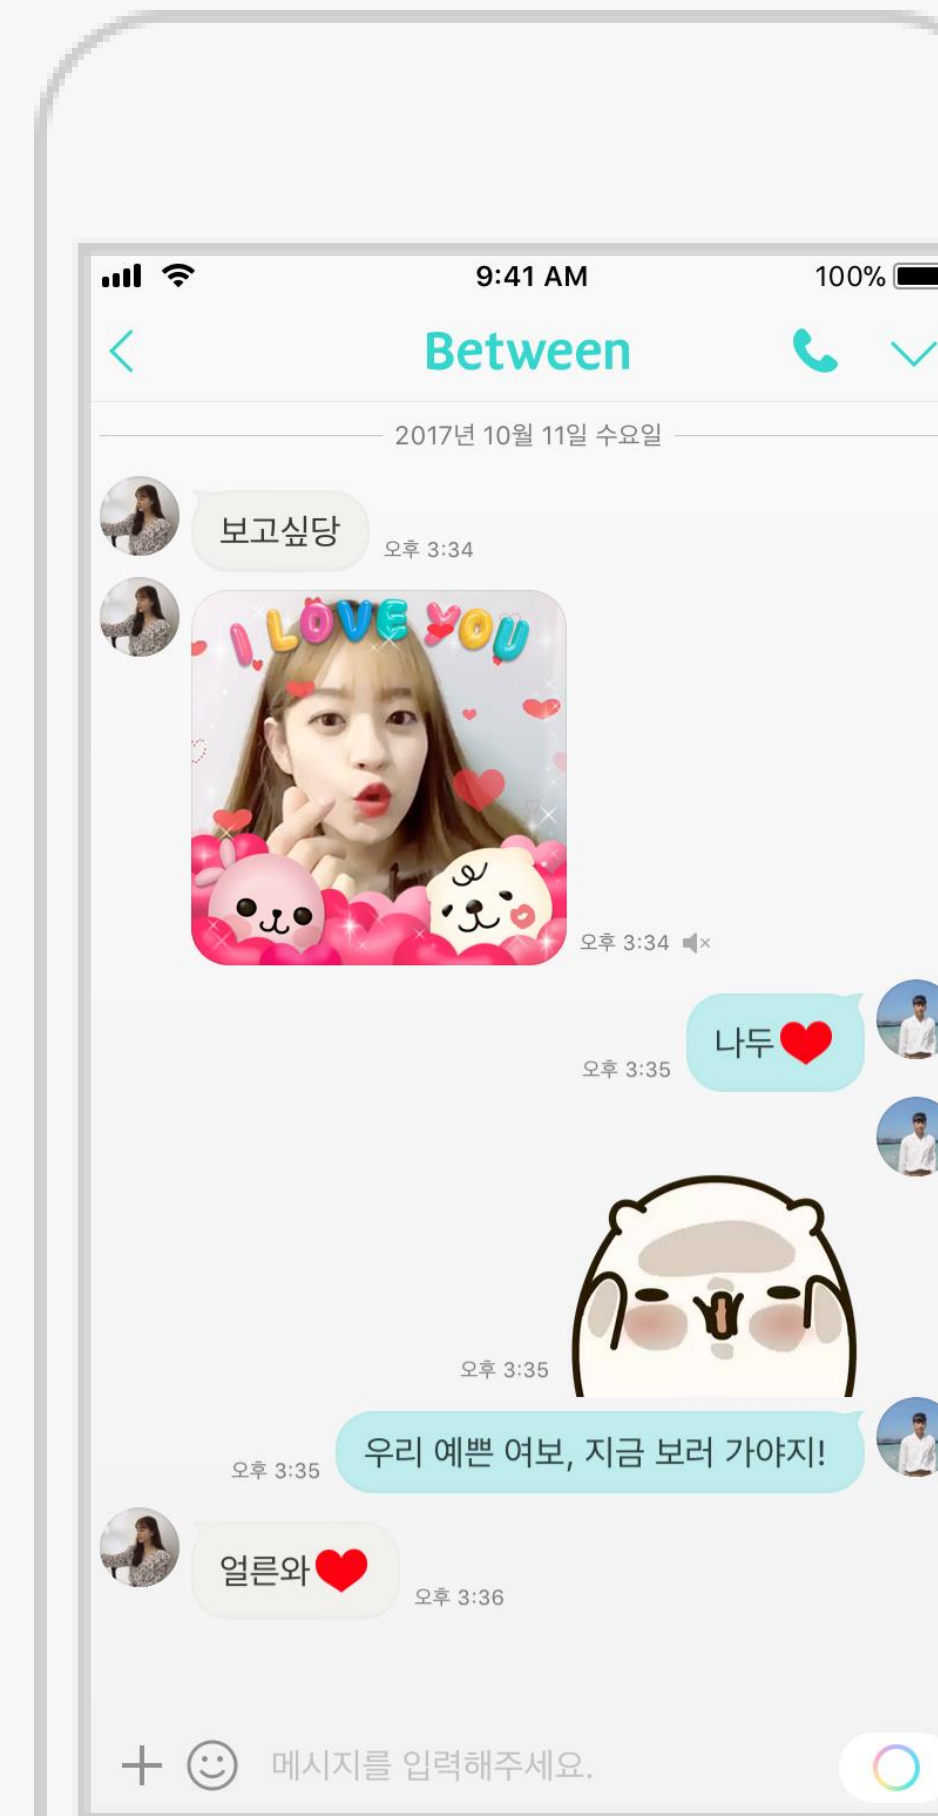 9:41 AM
100%
Between
2017년 10월 11일 수요일
보고싶당
오후 3:34
I LOVE YOU
오후 3:34
나두❤
오후 3:35
오후 3:35
우리 예쁜 여보, 지금 보러 가야지!
오후 3:35
얼른와❤
오후 3:36
메시지를 입력해주세요.